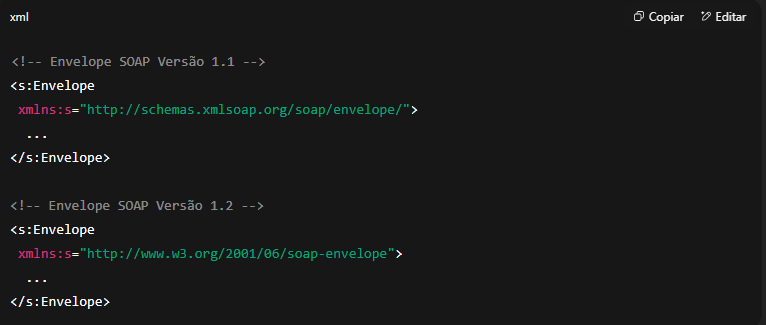 xml
Copiar
Editar
<!-- Envelope SOAP Versão 1.1 -->
<s:Envelope
 xmlns:s="http://schemas.xmlsoap.org/soap/envelope/">
  ...
</s:Envelope>
<!-- Envelope SOAP Versão 1.2 -->
<s:Envelope
 xmlns:s="http://www.w3.org/2001/06/soap-envelope">
  ...
</s:Envelope>